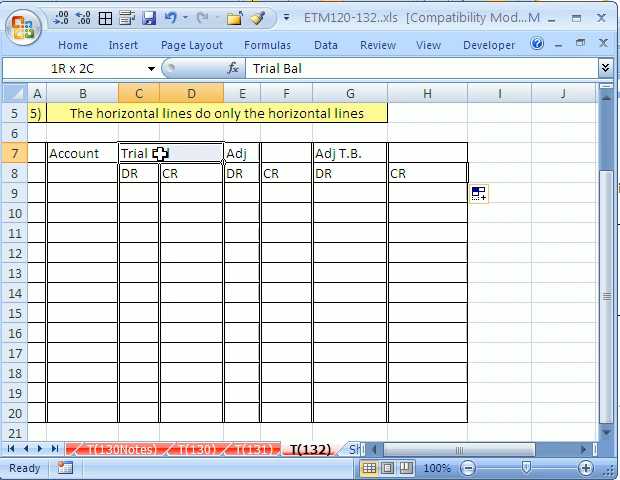 ETM120-132..xls [Compatibility Mod... M
Home Insert Page Layout Formulas Data Review View Developer
1R x 2C fx Trial Bal
A B C D E F G H I J
5 5) The horizontal lines do only the horizontal lines
6
7 Account Trial Adj Adj T.B.
8 DR CR DR CR DR CR
9
10
11
12
13
14
15
16
17
18
19
20
21
T(130Notes) T(130) T(131) T(132) Sh
Ready 100%